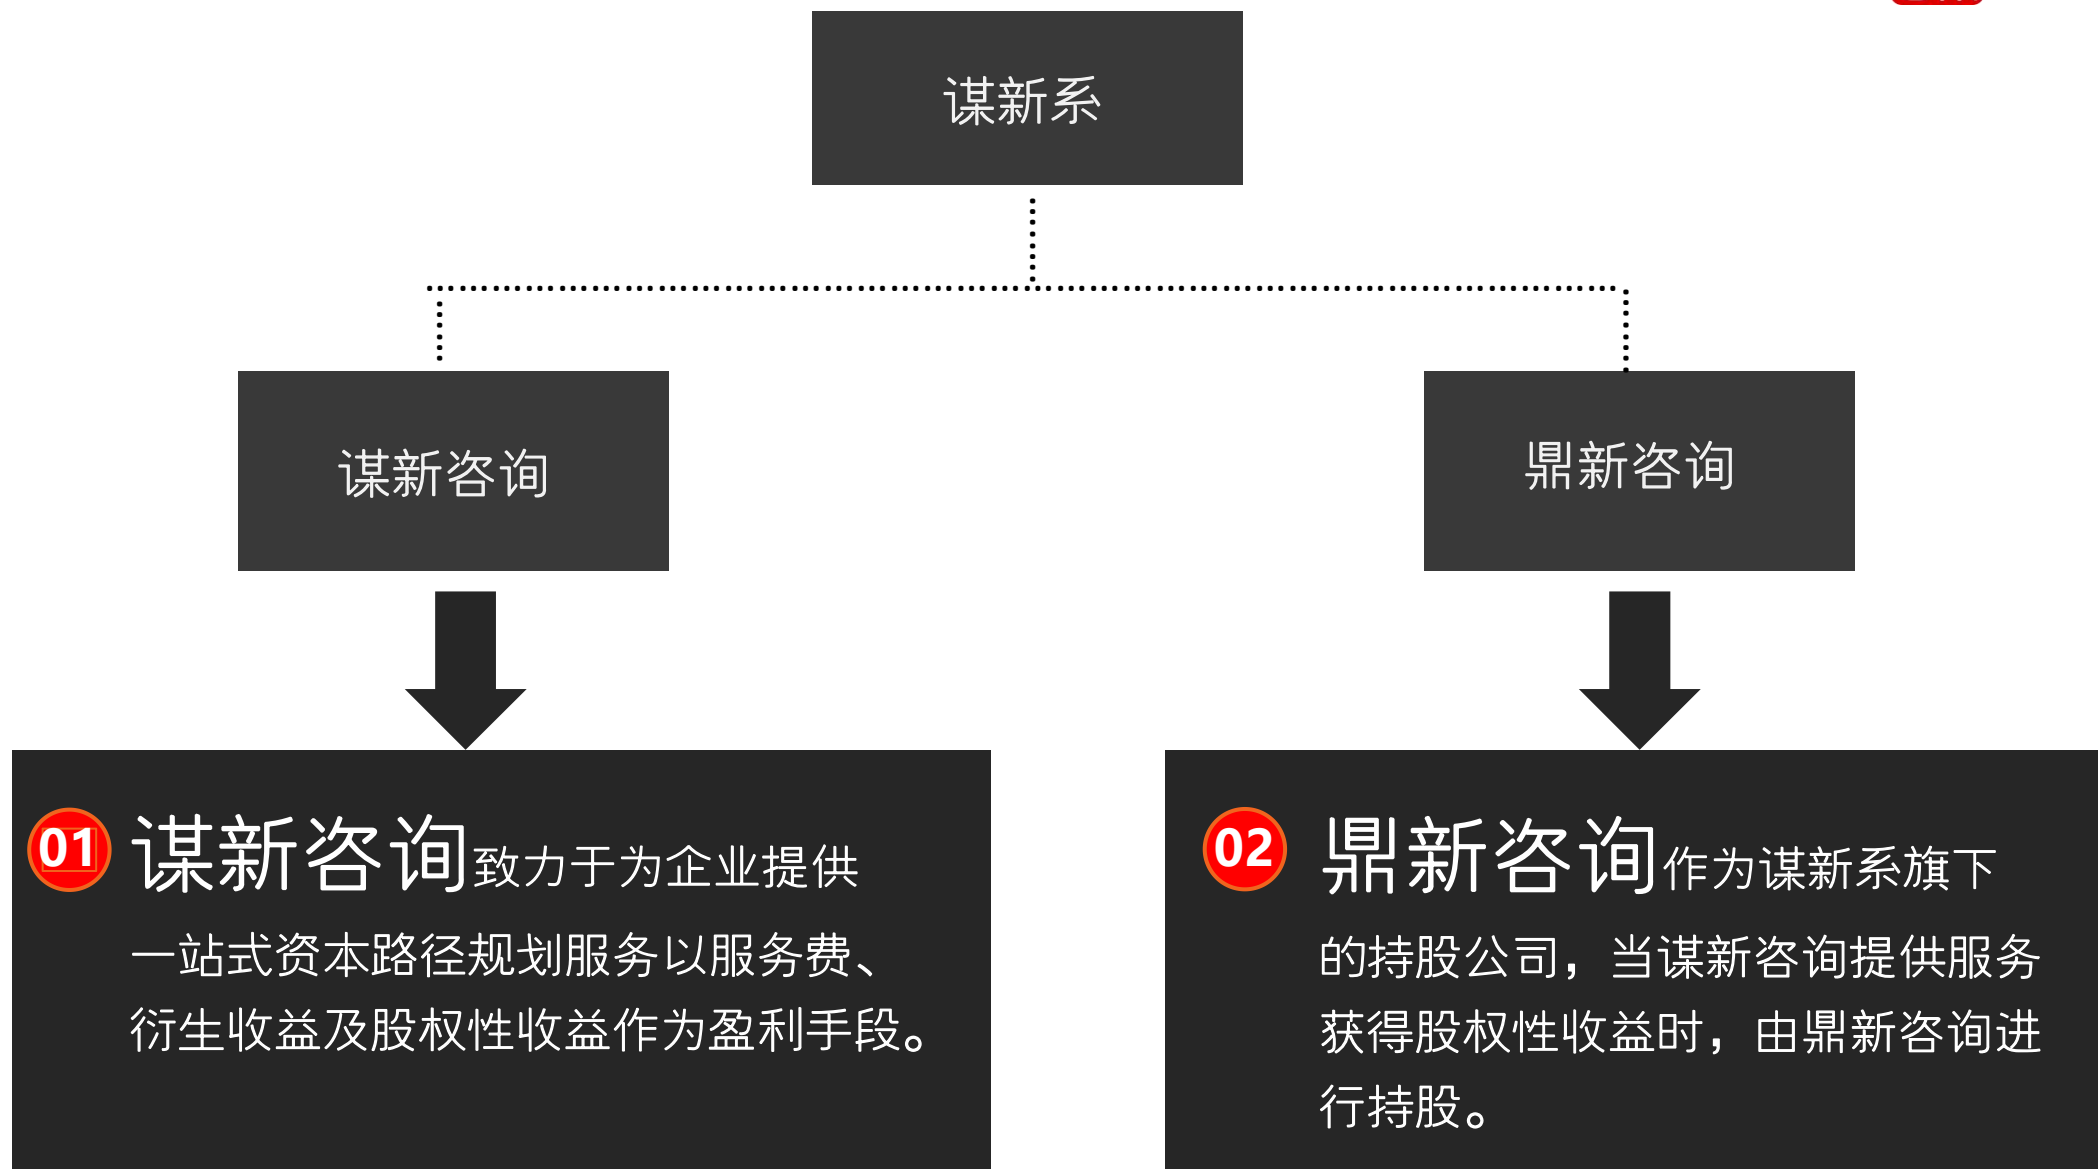 谋新系
谋新咨询
鼎新咨询
01
谋新咨询致力于为企业提供
一站式资本路径规划服务以服务费、
衍生收益及股权性收益作为盈利手段。
02
鼎新咨询作为谋新系旗下
的持股公司，当谋新咨询提供服务
获得股权性收益时，由鼎新咨询进
行持股。